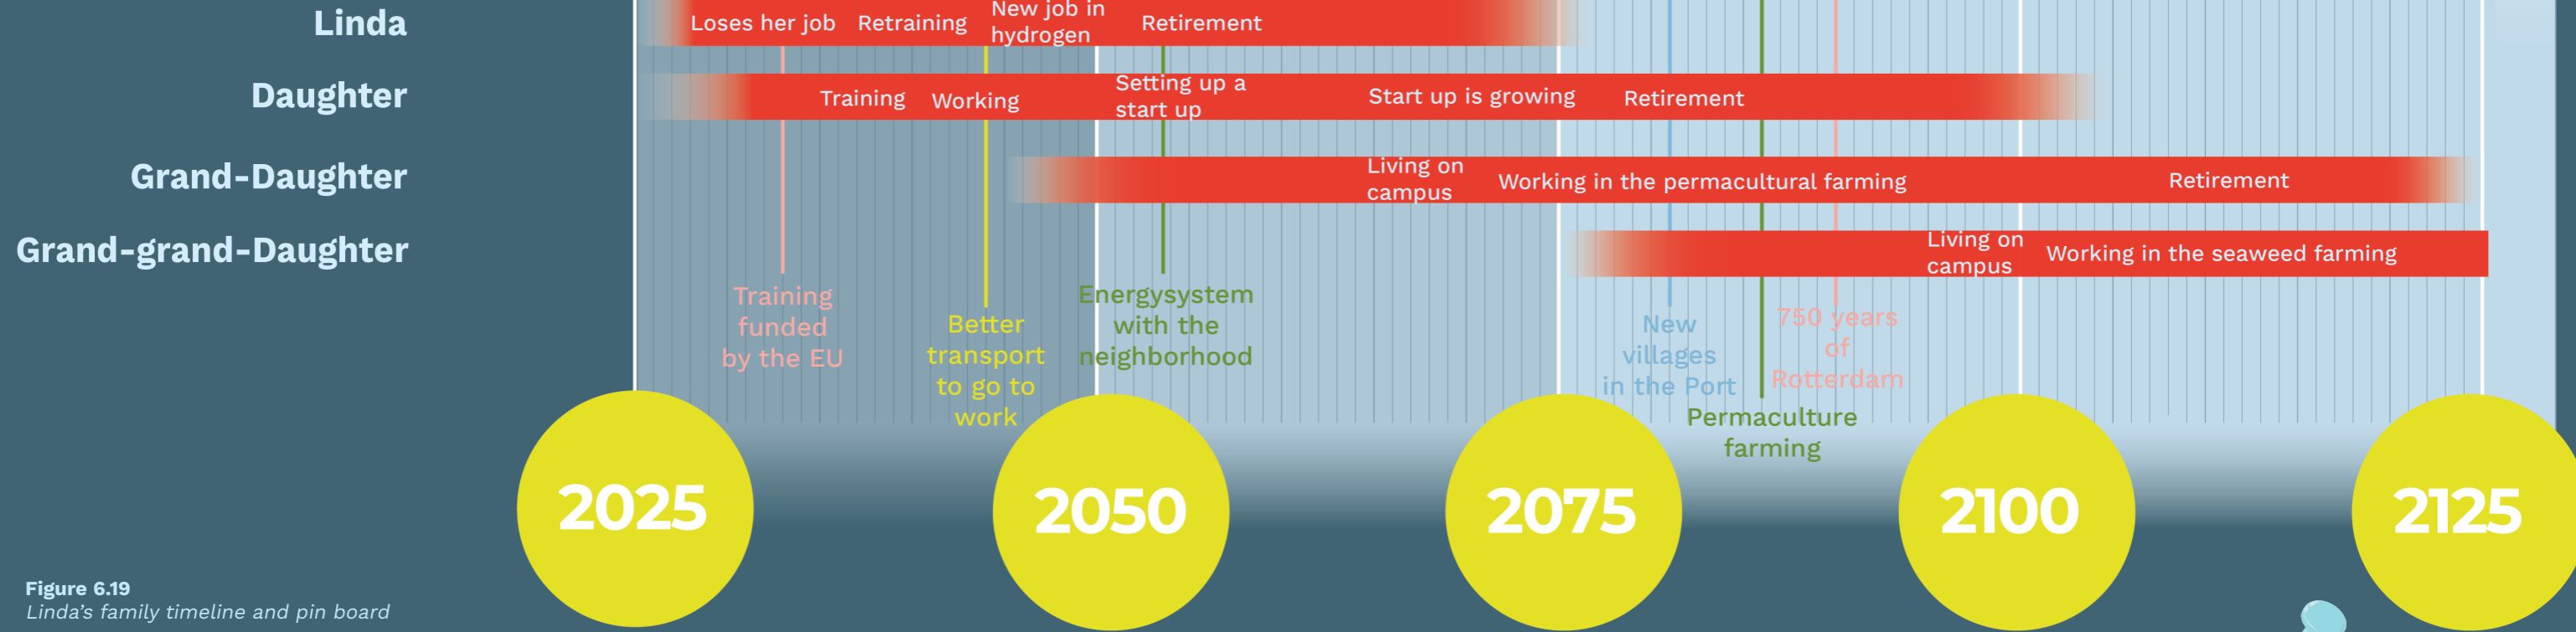 Linda
Loses her job
Retraining
New job in
hydrogen
Retirement
Daughter
Training
Working
Setting up a
start up
Start up is growing
Retirement
Grand-Daughter
Living on
campus
Working in the permacultural farming
Retirement
Grand-grand-Daughter
Living on
campus
Working in the seaweed farming
Training
funded
by the EU
Better
transport
to go to
work
Energysystem
with the
neighborhood
New
villages
in the Port
750 years
of
Rotterdam
Permaculture
farming
2025
2050
2075
2100
2125
Figure 6.19
Linda's family timeline and pin board